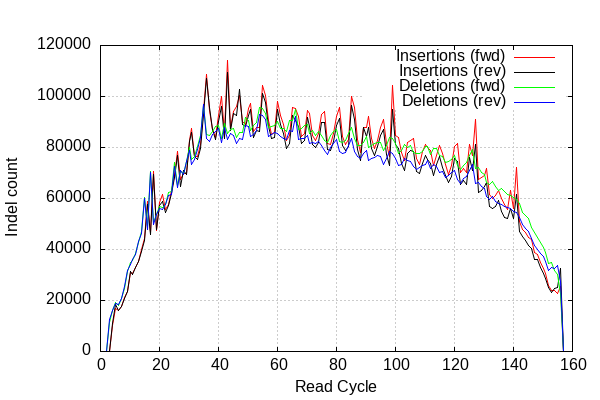 120000
100000
80000
60000
40000
20000
0
Indel count
Insertions (fwd)
Insertions (rev)
Deletions (fwd)
Deletions (rev)
0 20 40 60 80 100 120 140 160
Read Cycle